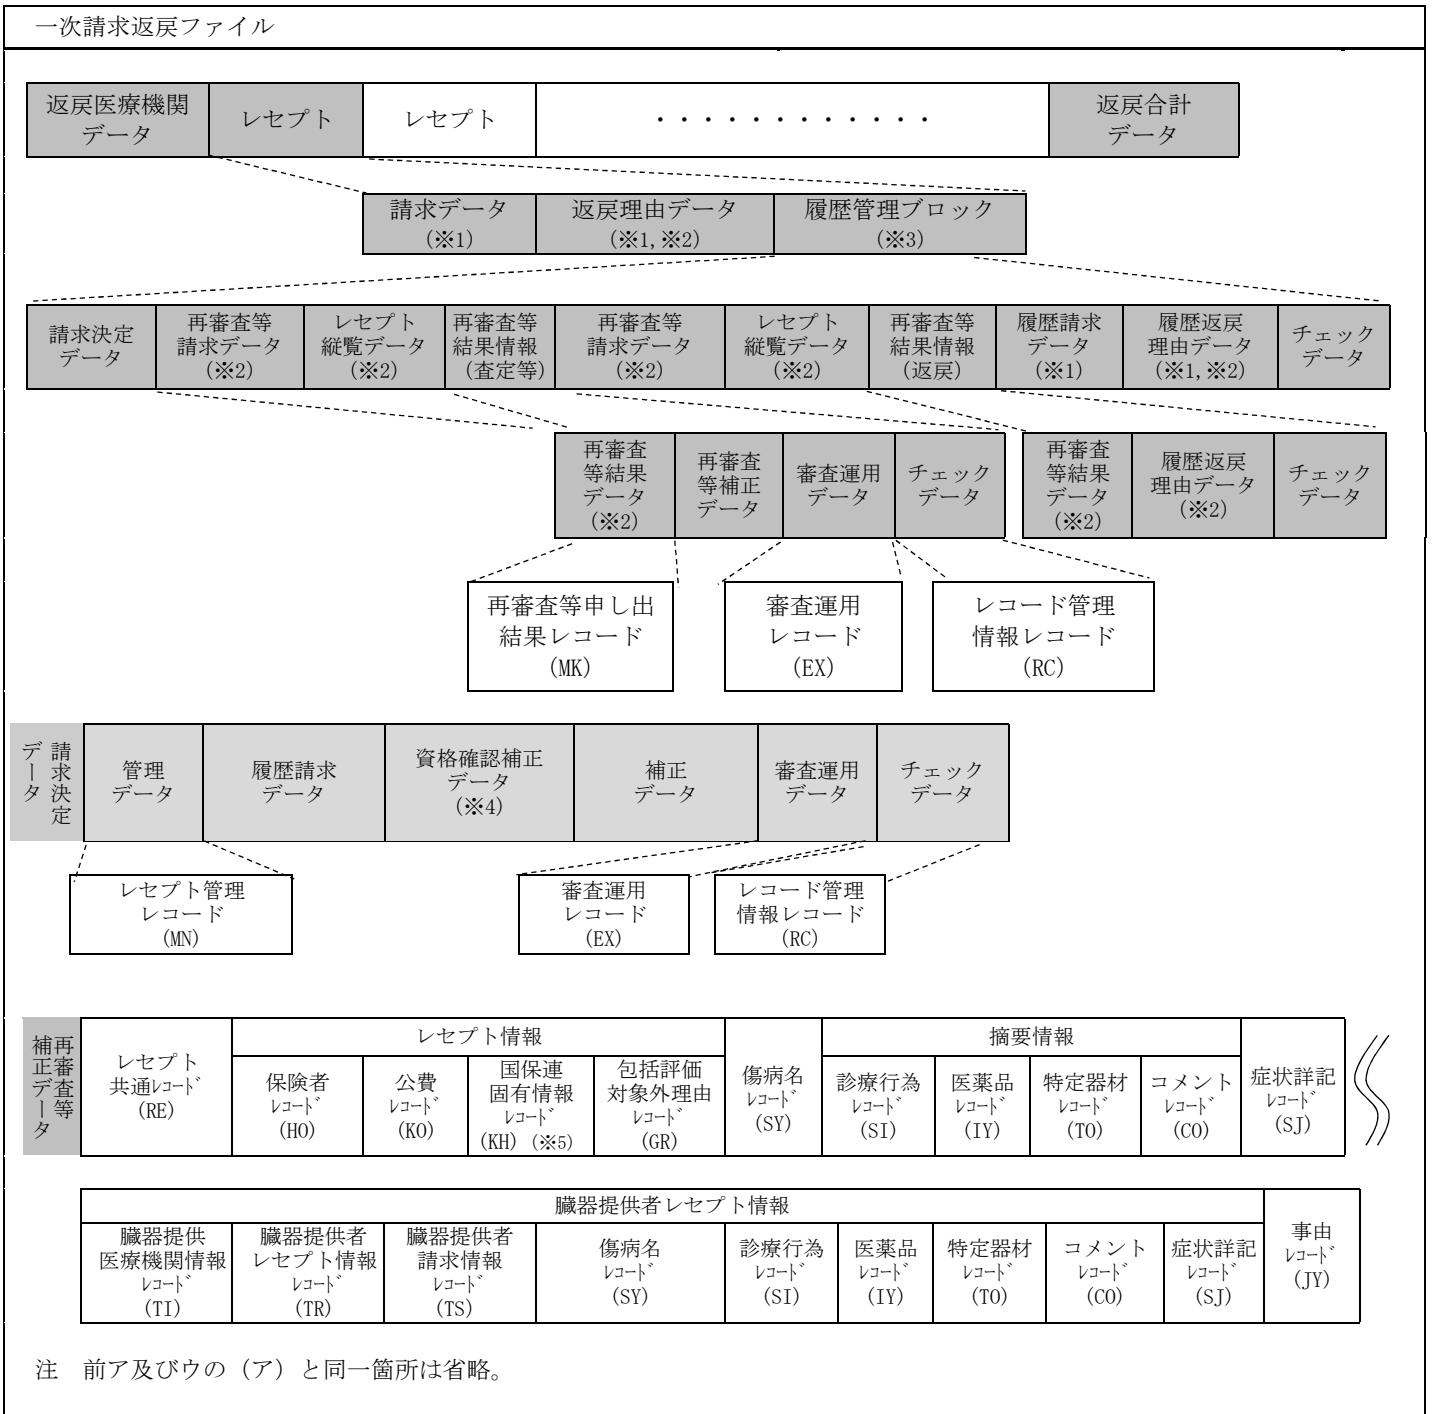 一次請求返戻ファイル
返戻医療機関
データ
レセプト
レセプト
・・・・・・・・・・・・
返戻合計
データ
請求データ
(※1)
返戻理由データ
(※1,※2)
履歴管理ブロック
(※3)
請求決定
データ
再審査等
請求データ
(※2)
レセプト
縦覧データ
(※2)
再審査等
結果情報
(査定等)
再審査等
請求データ
(※2)
レセプト
縦覧データ
(※2)
再審査等
結果情報
(返戻)
履歴請求
データ
(※1)
履歴返戻
理由データ
(※1,※2)
チェック
データ
再審査
等結果
データ
(※2)
再審査
等補正
データ
審査運用
データ
チェック
データ
再審査
等結果
データ
(※2)
履歴返戻
理由データ
(※2)
チェック
データ
再審査等申し出
結果レコード
(MK)
審査運用
レコード
(EX)
レコード管理
情報レコード
(RC)
請求決定
データ
管理
データ
履歴請求
データ
資格確認補正
データ
(※4)
補正
データ
審査運用
データ
チェック
データ
レセプト管理
レコード
(MN)
審査運用
レコード
(EX)
レコード管理
情報レコード
(RC)
再審査等
補正データ
レセプト
共通ﾚｺｰﾄﾞ
(RE)
レセプト情報
保険者
ﾚｺｰﾄﾞ
(HO)
公費
ﾚｺｰﾄﾞ
(KO)
国保連
固有情報
ﾚｺｰﾄﾞ
(KH) (※5)
包括評価
対象外理由
ﾚｺｰﾄﾞ
(GR)
傷病名
ﾚｺｰﾄﾞ
(SY)
摘要情報
診療行為
ﾚｺｰﾄﾞ
(SI)
医薬品
ﾚｺｰﾄﾞ
(IY)
特定器材
ﾚｺｰﾄﾞ
(TO)
コメント
ﾚｺｰﾄﾞ
(CO)
症状詳記
ﾚｺｰﾄﾞ
(SJ)
臓器提供者レセプト情報
臓器提供
医療機関情報
ﾚｺｰﾄﾞ
(TI)
臓器提供者
レセプト情報
ﾚｺｰﾄﾞ
(TR)
臓器提供者
請求情報
ﾚｺｰﾄﾞ
(TS)
傷病名
ﾚｺｰﾄﾞ
(SY)
診療行為
ﾚｺｰﾄﾞ
(SI)
医薬品
ﾚｺｰﾄﾞ
(IY)
特定器材
ﾚｺｰﾄﾞ
(TO)
コメント
ﾚｺｰﾄﾞ
(CO)
症状詳記
ﾚｺｰﾄﾞ
(SJ)
事由
ﾚｺｰﾄﾞ
(JY)
注　前ア及びウの（ア）と同一箇所は省略。